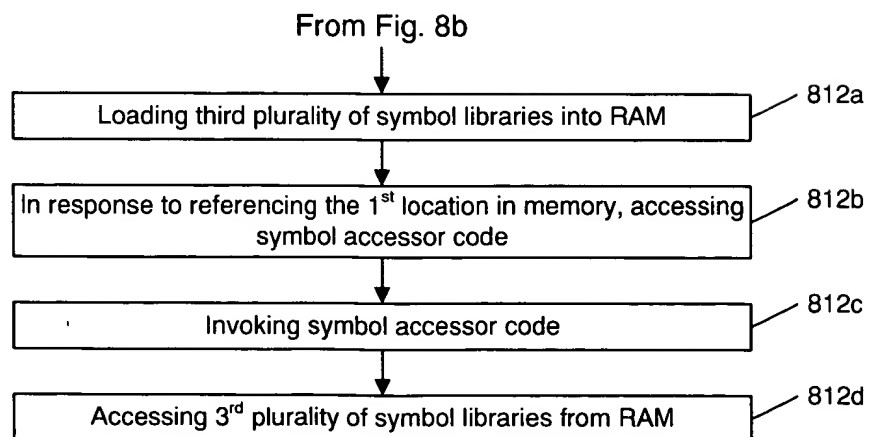 From Fig. 8b
812a
Loading third plurality of symbol libraries into RAM
812b
In response to referencing the 1st location in memory, accessing
symbol accessor code
812c
Invoking symbol accessor code
812d
Accessing 3rd plurality of symbol libraries from RAM